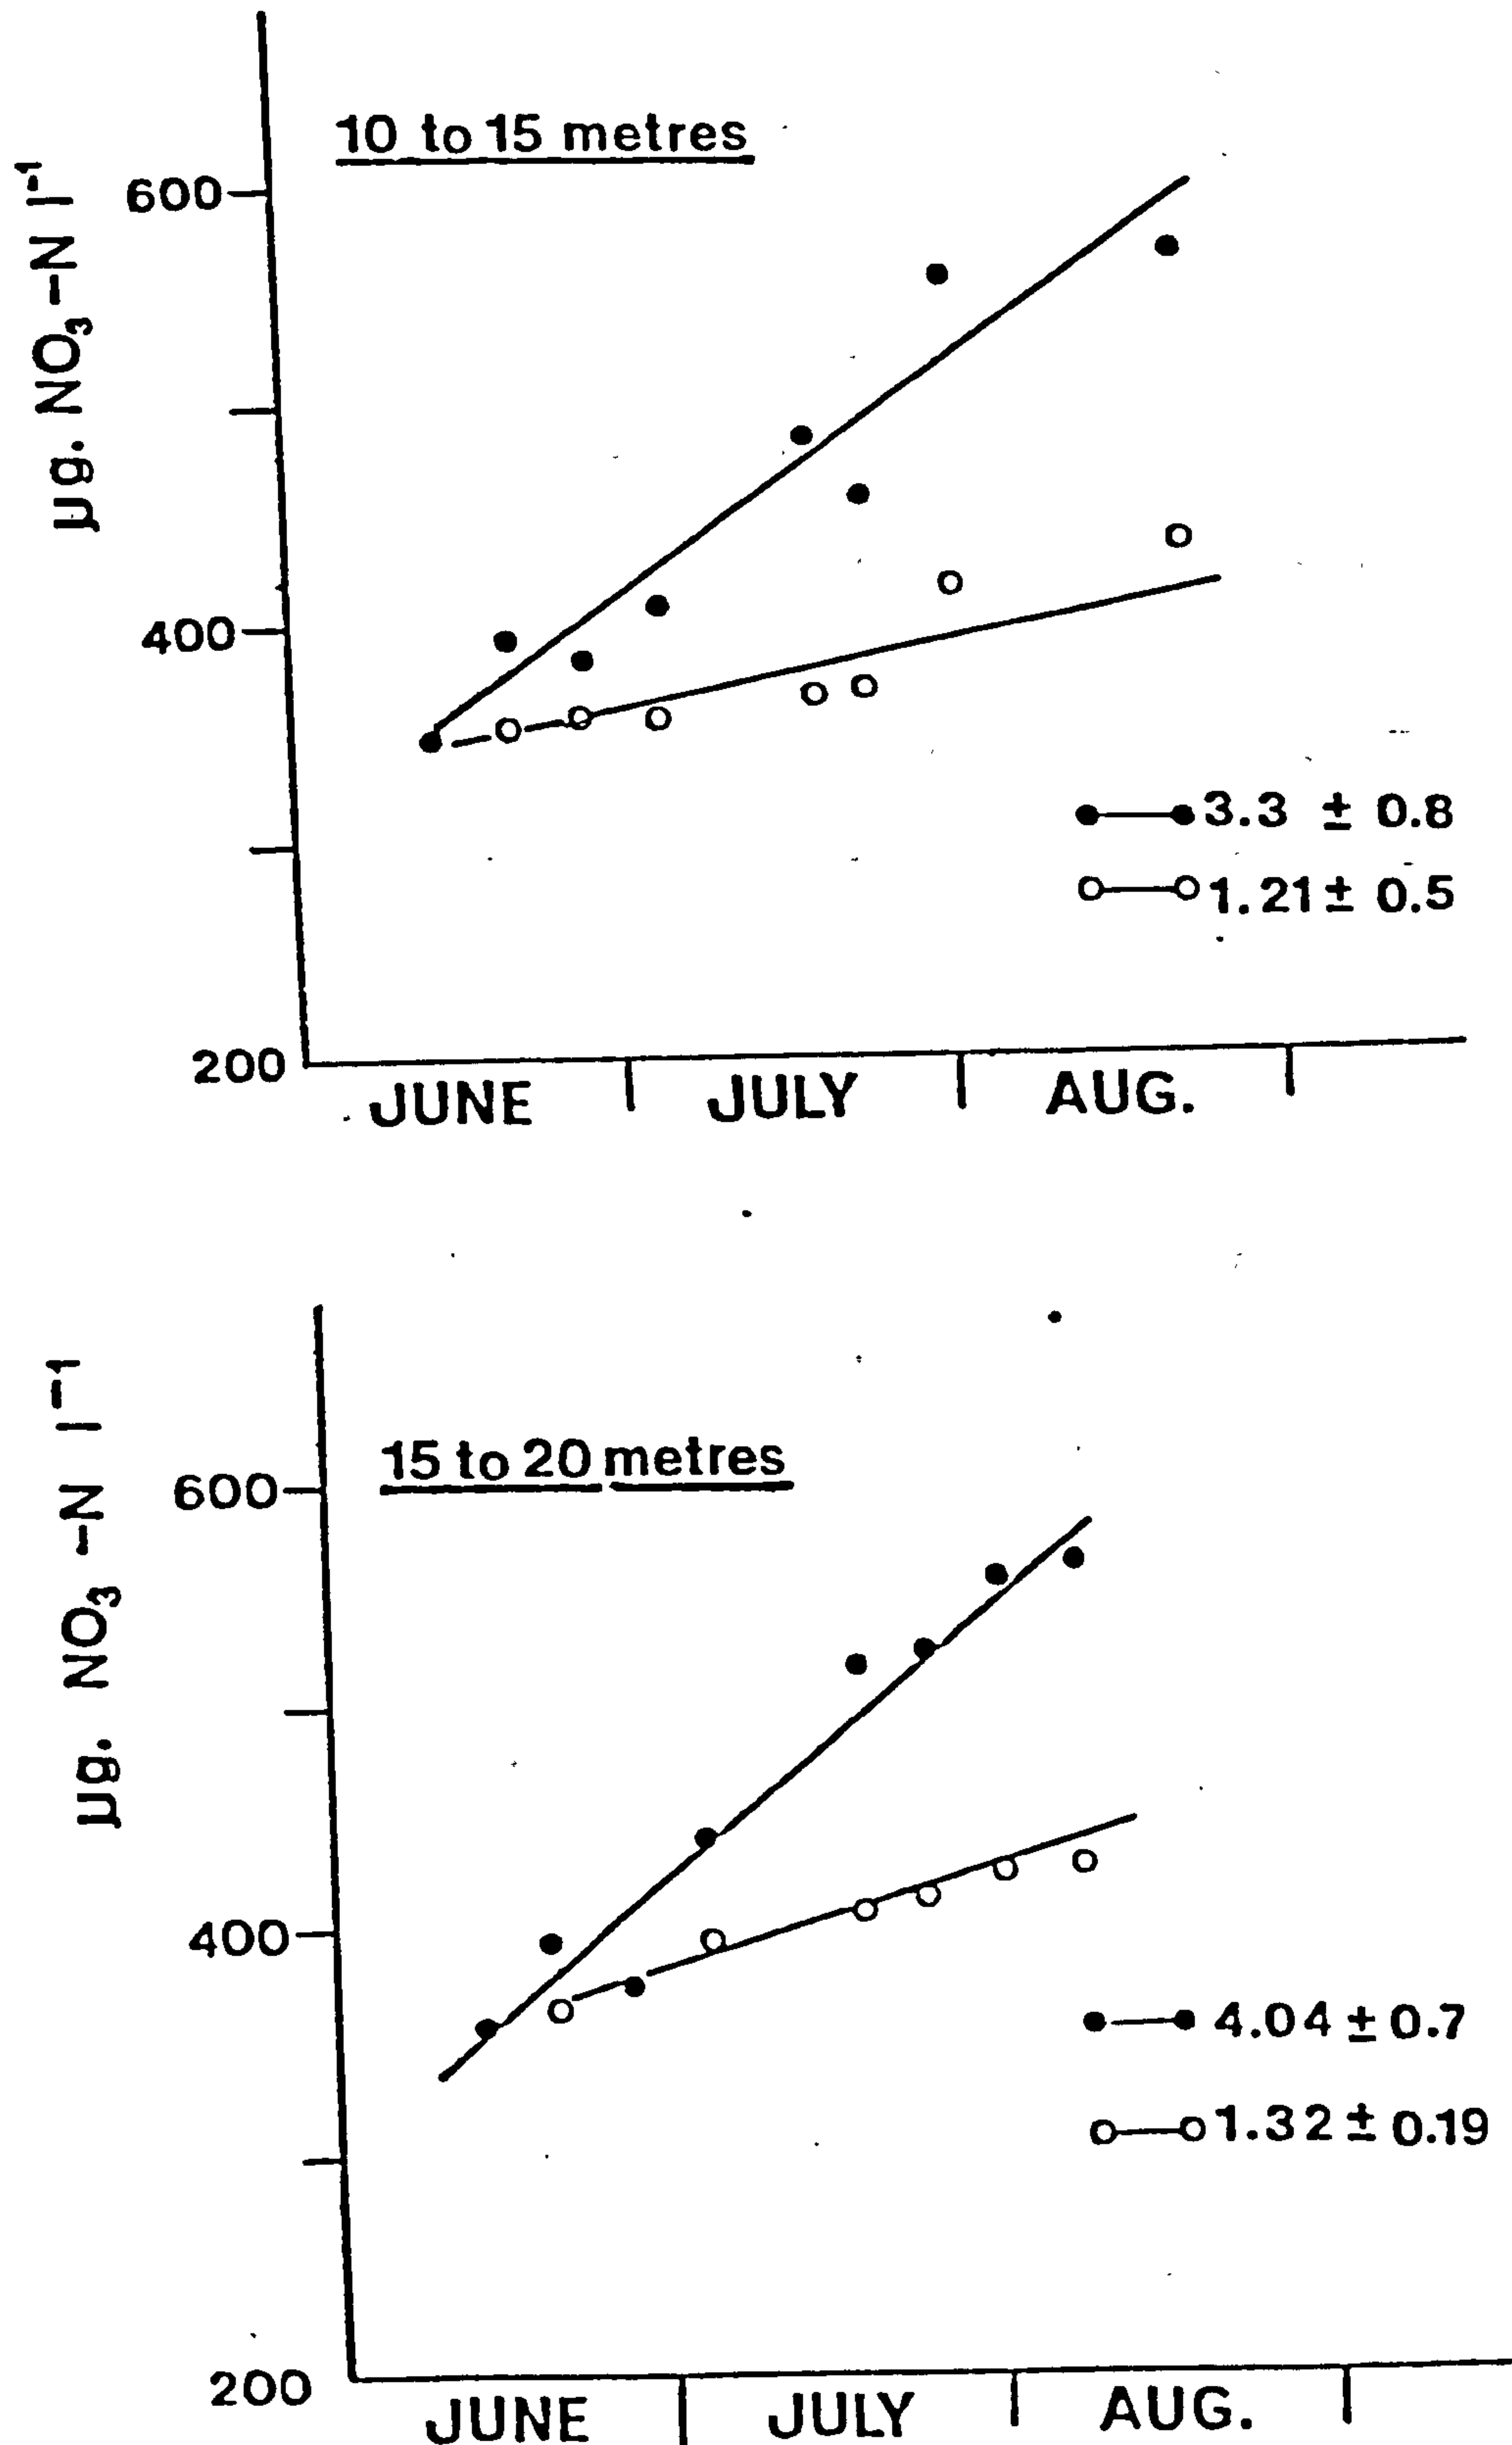 10 to 15 metres
µg. NO₃-N l⁻¹
600
400
200
3.3 ± 0.8
1.21 ± 0.5
JUNE JULY AUG.
15 to 20 metres
µg. NO₃-N l⁻¹
600
400
200
4.04 ± 0.7
1.32 ± 0.19
JUNE JULY AUG.